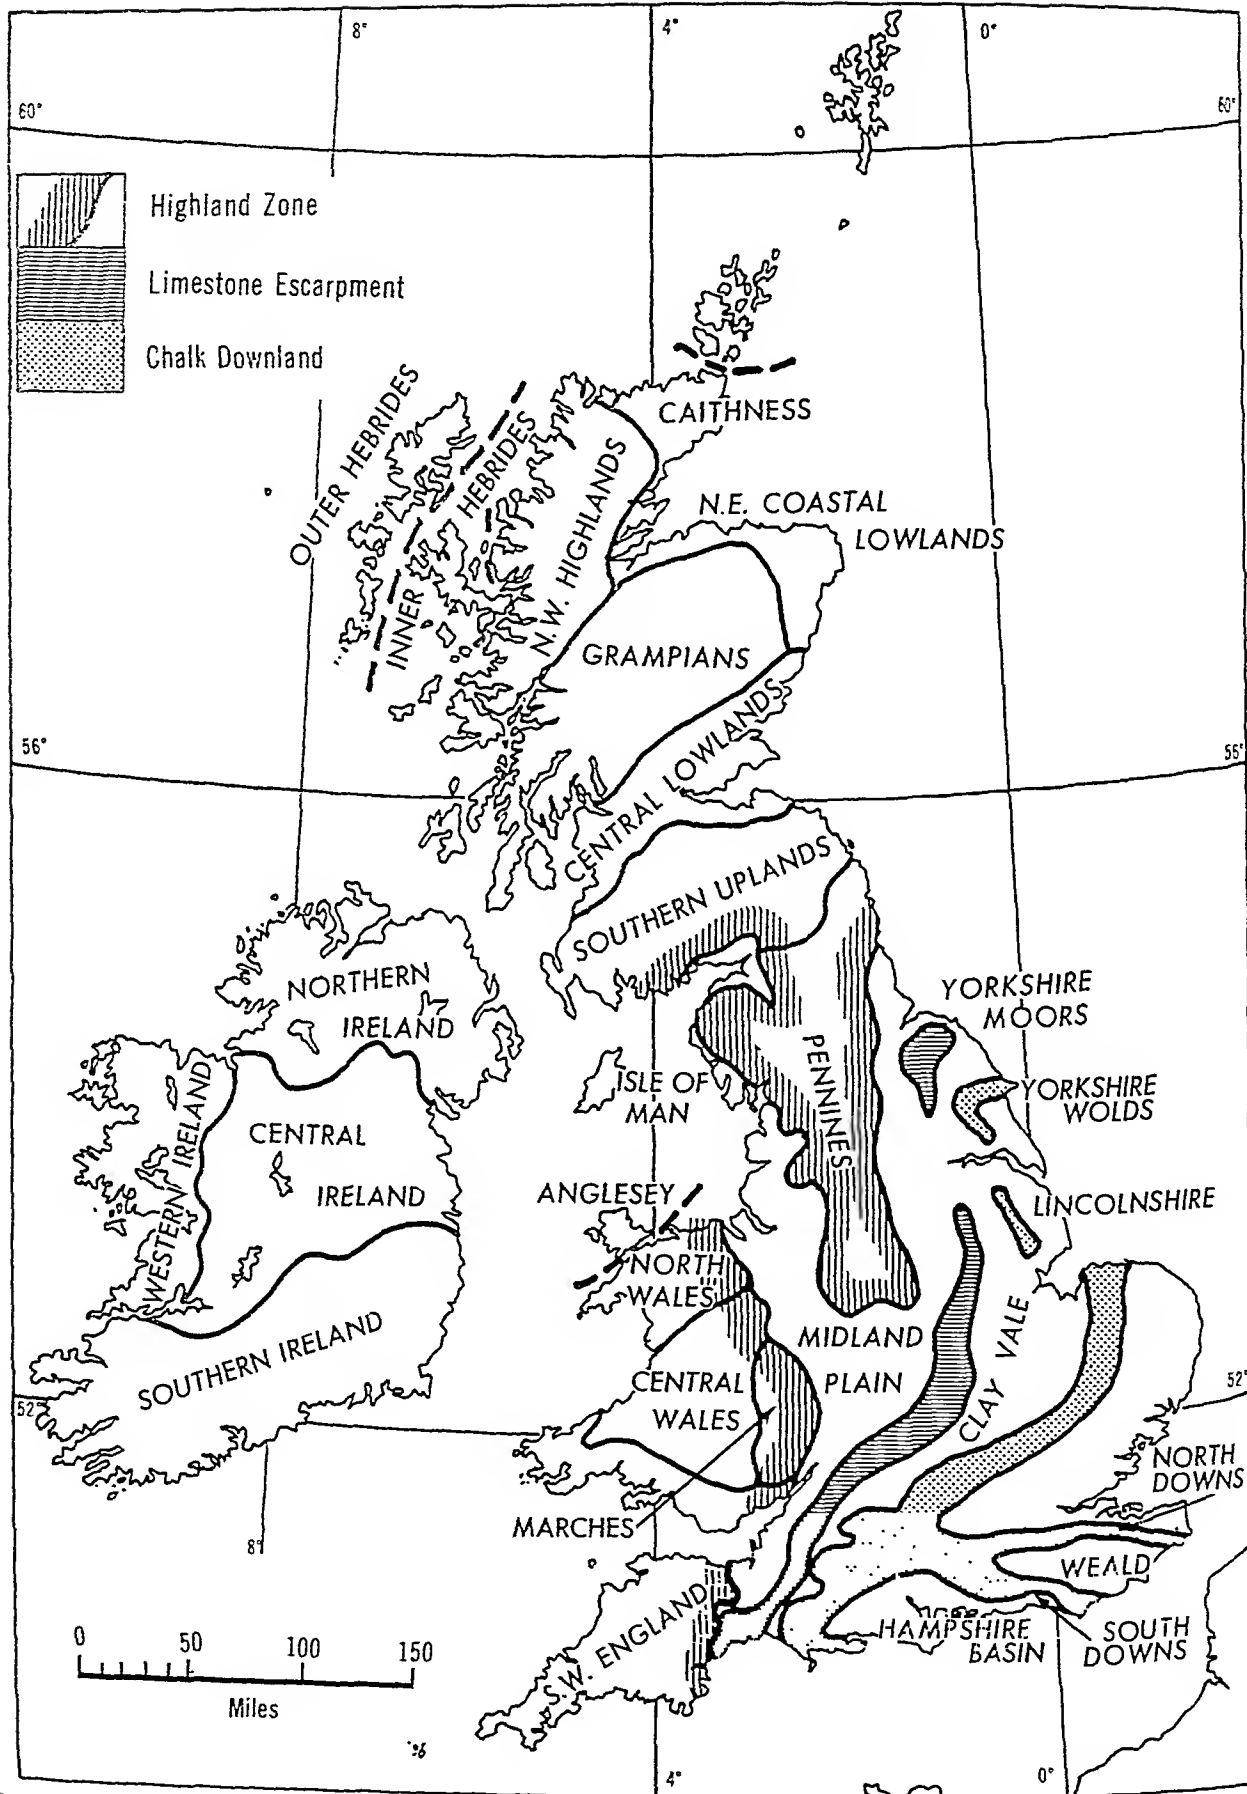 8°
4°
0°
60°
60°
Highland Zone
Limestone Escarpment
Chalk Downland
OUTER HEBRIDES
INNER HEBRIDES
N.W. HIGHLANDS
CAITHNESS
N.E. COASTAL
LOWLANDS
GRAMPIANS
56°
55°
CENTRAL LOWLANDS
SOUTHERN UPLANDS
NORTHERN
IRELAND
YORKSHIRE
MOORS
PENNINES
ISLE OF
MAN
YORKSHIRE
WOLDS
WESTERN IRELAND
CENTRAL
IRELAND
ANGLESEY
LINCOLNSHIRE
NORTH
WALES
MIDLAND
PLAIN
CLAY VALE
SOUTHERN IRELAND
CENTRAL
WALES
52°
52°
NORTH
DOWNS
MARCHES
8°
WEALD
S.W. ENGLAND
HAMPSHIRE
BASIN
SOUTH
DOWNS
0 50 100 150
Miles
4°
0°